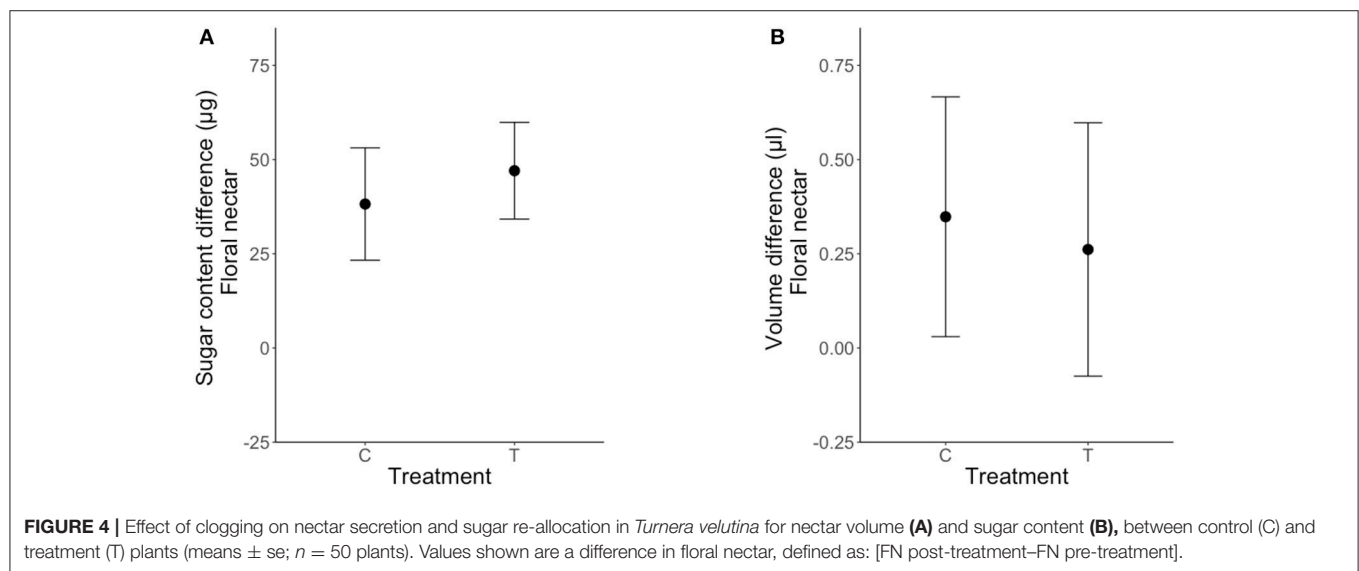 A
Sugar content difference (µg)
Floral nectar
75
50
25
0
-25
C
T
Treatment
B
Volume difference (µl)
Floral nectar
0.75
0.50
0.25
0.00
-0.25
C
T
Treatment
FIGURE 4 | Effect of clogging on nectar secretion and sugar re-allocation in Turnera velutina for nectar volume (A) and sugar content (B), between control (C) and
treatment (T) plants (means ± se; n = 50 plants). Values shown are a difference in floral nectar, defined as: [FN post-treatment–FN pre-treatment].